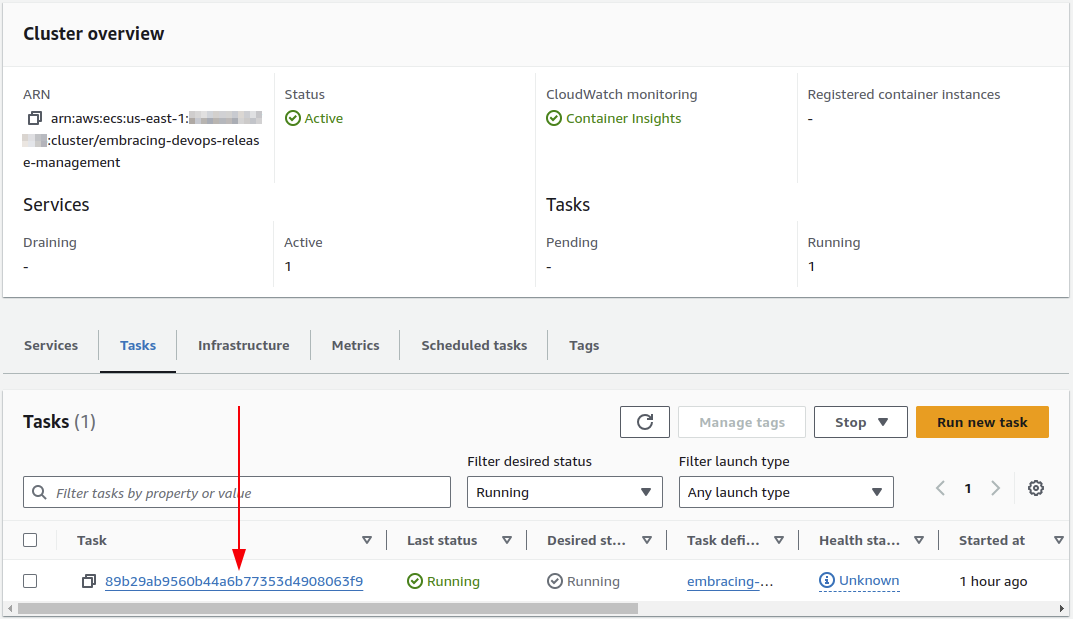 Cluster overview
ARN
arn:aws:ecs:us-east-1:
:cluster/embracing-devops-releas
e-management
Status
Active
CloudWatch monitoring
Container Insights
Registered container instances
-
Services
Draining
-
Active
1
Tasks
Pending
-
Running
1
Services
Tasks
Infrastructure
Metrics
Scheduled tasks
Tags
Tasks (1)
Manage tags
Stop
Run new task
Filter tasks by property or value
Filter desired status
Running
Filter launch type
Any launch type
1
Task
Last status
Desired st...
Task defi...
Health sta...
Started at
89b29ab9560b44a6b77353d4908063f9
Running
Running
embracing-...
Unknown
1 hour ago